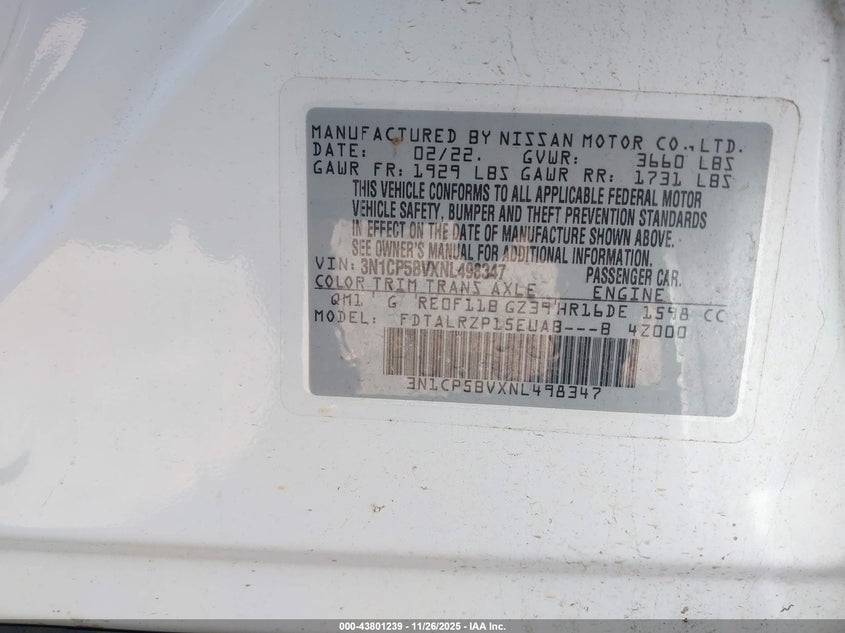 MANUFACTURED BY NISSAN MOTOR CO., LTD.
DATE: 02/22. GVWR: 3660 LBS
GAWR FR: 1929 LBS GAWR RR: 1731 LBS
THIS VEHICLE CONFORMS TO ALL APPLICABLE FEDERAL MOTOR
VEHICLE SAFETY, BUMPER AND THEFT PREVENTION STANDARDS
IN EFFECT ON THE DATE OF MANUFACTURE SHOWN ABOVE.
SEE OWNER'S MANUAL FOR ADDITIONAL INFORMATION.
VIN: 3N1CP5BVXNL498347 PASSENGER CAR.
COLOR TRIM TRANS AXLE ENGINE
QM1 G RE0F11B GZ39 HR16DE 1598 CC
MODEL: FDTALRZP15EUAB---B 4Z000
3N1CP5BVXNL498347
000-43801239 - 11/26/2025 - IAA Inc.